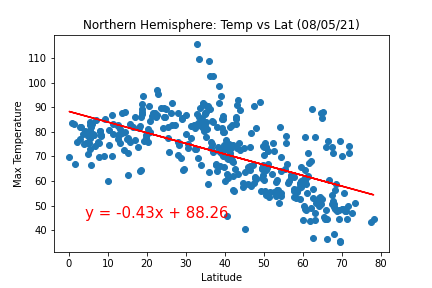 Northern Hemisphere: Temp vs Lat (08/05/21)
Max Temperature
110
100
90
80
70
60
50
40
y = -0.43x + 88.26
0 10 20 30 40 50 60 70 80
Latitude